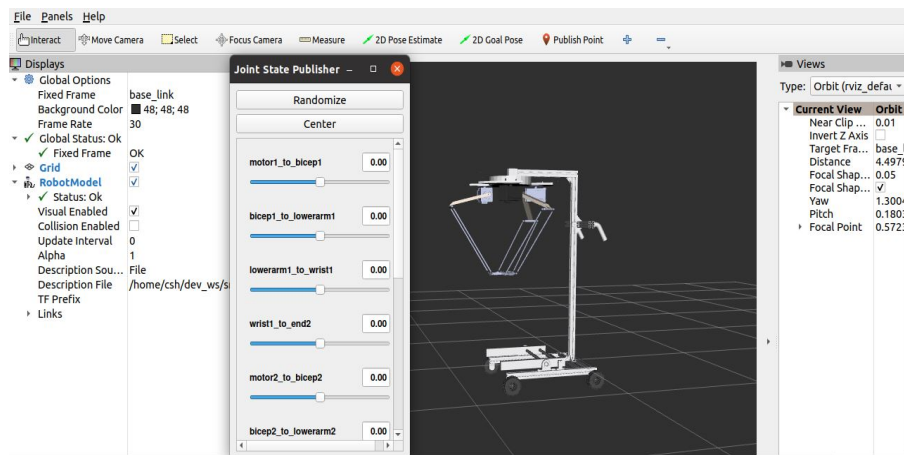 File Panels Help
Interact Move Camera Select Focus Camera Measure 2D Pose Estimate 2D Goal Pose Publish Point
Displays
Global Options
Fixed Frame base_link
Background Color 48; 48; 48
Frame Rate 30
Global Status: Ok
Fixed Frame OK
Grid
RobotModel
Status: Ok
Visual Enabled
Collision Enabled
Update Interval 0
Alpha 1
Description Sou... File
Description File /home/csh/dev_ws/s
TF Prefix
Links
Joint State Publisher
Randomize
Center
motor1_to_bicep1 0.00
bicep1_to_lowerarm1 0.00
lowerarm1_to_wrist1 0.00
wrist1_to_end2 0.00
motor2_to_bicep2 0.00
bicep2_to_lowerarm2 0.00
Views
Type: Orbit (rviz_defau
Current View Orbit
Near Clip ... 0.01
Invert Z Axis
Target Fra... base_l
Distance 4.4979
Focal Shap... 0.05
Focal Shap...
Yaw 1.3004
Pitch 0.1803
Focal Point 0.5723